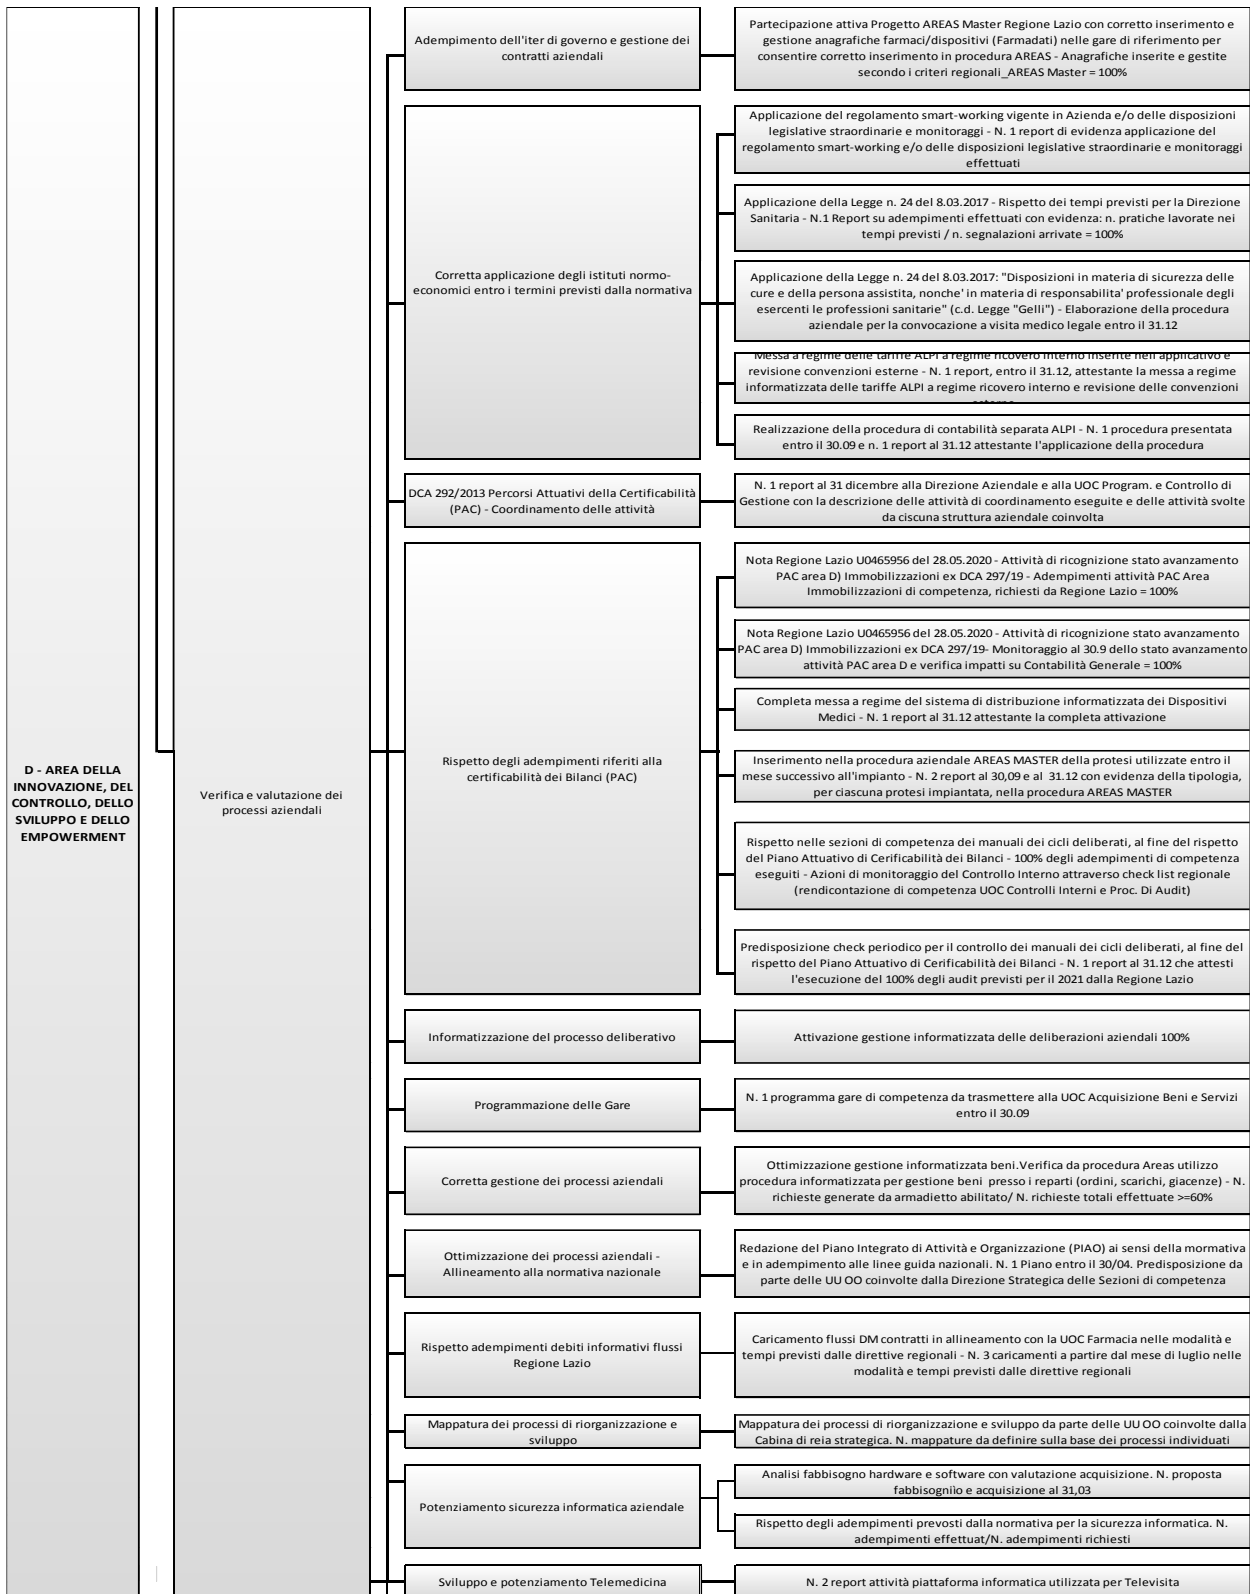 D - AREA DELLA
INNOVAZIONE, DEL
CONTROLLO, DELLO
SVILUPPO E DELLO
EMPOWERMENT
Verifica e valutazione dei
processi aziendali
Adempimento dell'iter di governo e gestione dei
contratti aziendali
Partecipazione attiva Progetto AREAS Master Regione Lazio con corretto inserimento e
gestione anagrafiche farmaci/dispositivi (Farmadati) nelle gare di riferimento per
consentire corretto inserimento in procedura AREAS - Anagrafiche inserite e gestite
secondo i criteri regionali_AREAS Master = 100%
Corretta applicazione degli istituti normo-
economici entro i termini previsti dalla normativa
Applicazione del regolamento smart-working vigente in Azienda e/o delle disposizioni
legislative straordinarie e monitoraggi - N. 1 report di evidenza applicazione del
regolamento smart-working e/o delle disposizioni legislative straordinarie e monitoraggi
effettuati
Applicazione della Legge n. 24 del 8.03.2017 - Rispetto dei tempi previsti per la Direzione
Sanitaria - N.1 Report su adempimenti effettuati con evidenza: n. pratiche lavorate nei
tempi previsti / n. segnalazioni arrivate = 100%
Applicazione della Legge n. 24 del 8.03.2017: "Disposizioni in materia di sicurezza delle
cure e della persona assistita, nonche' in materia di responsabilita' professionale degli
esercenti le professioni sanitarie" (c.d. Legge "Gelli") - Elaborazione della procedura
aziendale per la convocazione a visita medico legale entro il 31.12
Messa a regime delle tariffe ALPI a regime ricovero interno inserite nell'applicativo e
revisione convenzioni esterne - N. 1 report, entro il 31.12, attestante la messa a regime
informatizzata delle tariffe ALPI a regime ricovero interno e revisione delle convenzioni
Realizzazione della procedura di contabilità separata ALPI - N. 1 procedura presentata
entro il 30.09 e n. 1 report al 31.12 attestante l'applicazione della procedura
DCA 292/2013 Percorsi Attuativi della Certificabilità
(PAC) - Coordinamento delle attività
N. 1 report al 31 dicembre alla Direzione Aziendale e alla UOC Program. e Controllo di
Gestione con la descrizione delle attività di coordinamento eseguite e delle attività svolte
da ciscuna struttura aziendale coinvolta
Rispetto degli adempimenti riferiti alla
certificabilità dei Bilanci (PAC)
Nota Regione Lazio U0465956 del 28.05.2020 - Attività di ricognizione stato avanzamento
PAC area D) Immobilizzazioni ex DCA 297/19 - Adempimenti attività PAC Area
Immobilizzazioni di competenza, richiesti da Regione Lazio = 100%
Nota Regione Lazio U0465956 del 28.05.2020 - Attività di ricognizione stato avanzamento
PAC area D) Immobilizzazioni ex DCA 297/19- Monitoraggio al 30.9 dello stato avanzamento
attività PAC area D e verifica impatti su Contabilità Generale = 100%
Completa messa a regime del sistema di distribuzione informatizzata dei Dispositivi
Medici - N. 1 report al 31.12 attestante la completa attivazione
Inserimento nella procedura aziendale AREAS MASTER della protesi utilizzate entro il
mese successivo all'impianto - N. 2 report al 30,09 e al 31.12 con evidenza della tipologia,
per ciascuna protesi impiantata, nella procedura AREAS MASTER
Rispetto nelle sezioni di competenza dei manuali dei cicli deliberati, al fine del rispetto
del Piano Attuativo di Cerificabilità dei Bilanci - 100% degli adempimenti di competenza
eseguiti - Azioni di monitoraggio del Controllo Interno attraverso check list regionale
(rendicontazione di competenza UOC Controlli Interni e Proc. Di Audit)
Predisposizione check periodico per il controllo dei manuali dei cicli deliberati, al fine del
rispetto del Piano Attuativo di Cerificabilità dei Bilanci - N. 1 report al 31.12 che attesti
l'esecuzione del 100% degli audit previsti per il 2021 dalla Regione Lazio
Informatizzazione del processo deliberativo
Attivazione gestione informatizzata delle deliberazioni aziendali 100%
Programmazione delle Gare
N. 1 programma gare di competenza da trasmettere alla UOC Acquisizione Beni e Servizi
entro il 30.09
Corretta gestione dei processi aziendali
Ottimizzazione gestione informatizzata beni.Verifica da procedura Areas utilizzo
procedura informatizzata per gestione beni presso i reparti (ordini, scarichi, giacenze) - N.
richieste generate da armadietto abilitato/ N. richieste totali effettuate >=60%
Ottimizzazione dei processi aziendali -
Allineamento alla normativa nazionale
Redazione del Piano Integrato di Attività e Organizzazione (PIAO) ai sensi della mormativa
e in adempimento alle linee guida nazionali. N. 1 Piano entro il 30/04. Predisposizione da
parte delle UU OO coinvolte dalla Direzione Strategica delle Sezioni di competenza
Rispetto adempimenti debiti informativi flussi
Regione Lazio
Caricamento flussi DM contratti in allineamento con la UOC Farmacia nelle modalità e
tempi previsti dalle direttive regionali - N. 3 caricamenti a partire dal mese di luglio nelle
modalità e tempi previsti dalle direttive regionali
Mappatura dei processi di riorganizzazione e
sviluppo
Mappatura dei processi di riorganizzazione e sviluppo da parte delle UU OO coinvolte dalla
Cabina di reia strategica. N. mappature da definire sulla base dei processi individuati
Potenziamento sicurezza informatica aziendale
Analisi fabbisogno hardware e software con valutazione acquisizione. N. proposta
fabbisogniìo e acquisizione al 31,03
Rispetto degli adempimenti prevosti dalla normativa per la sicurezza informatica. N.
adempimenti effettuat/N. adempimenti richiesti
Sviluppo e potenziamento Telemedicina
N. 2 report attività piattaforma informatica utilizzata per Televisita